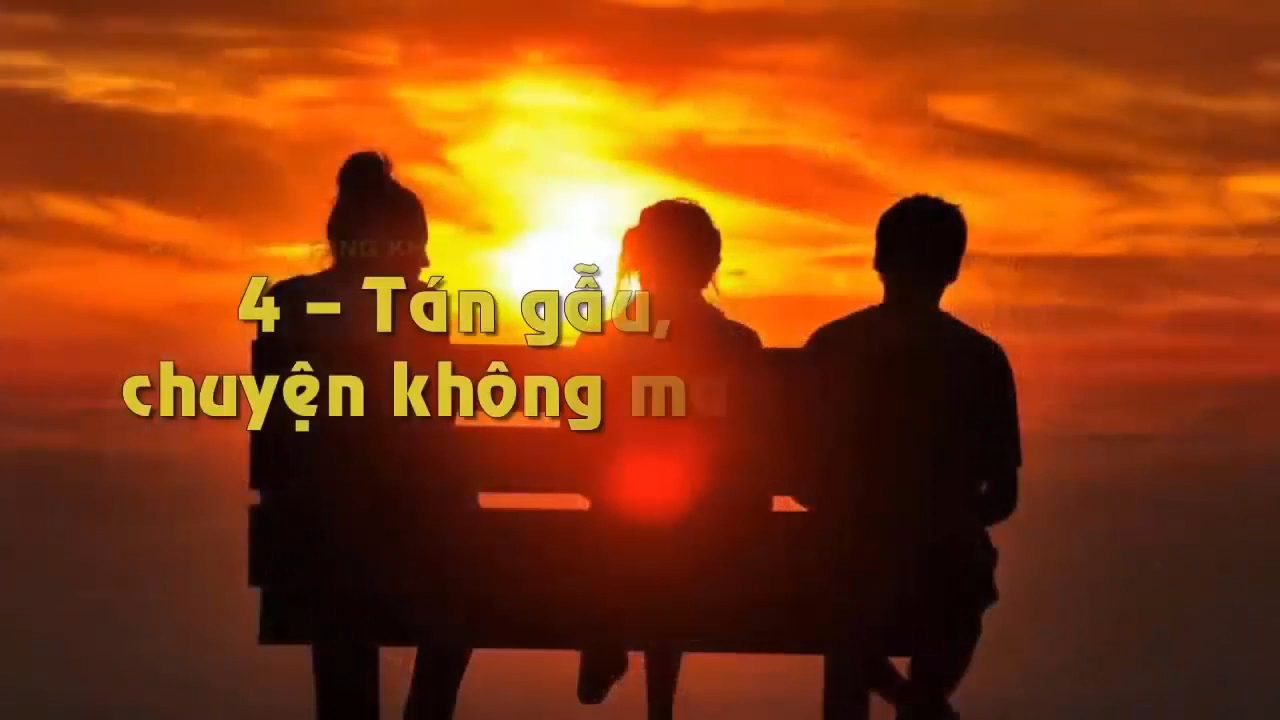 4 – Tán gẫu,
chuyện không